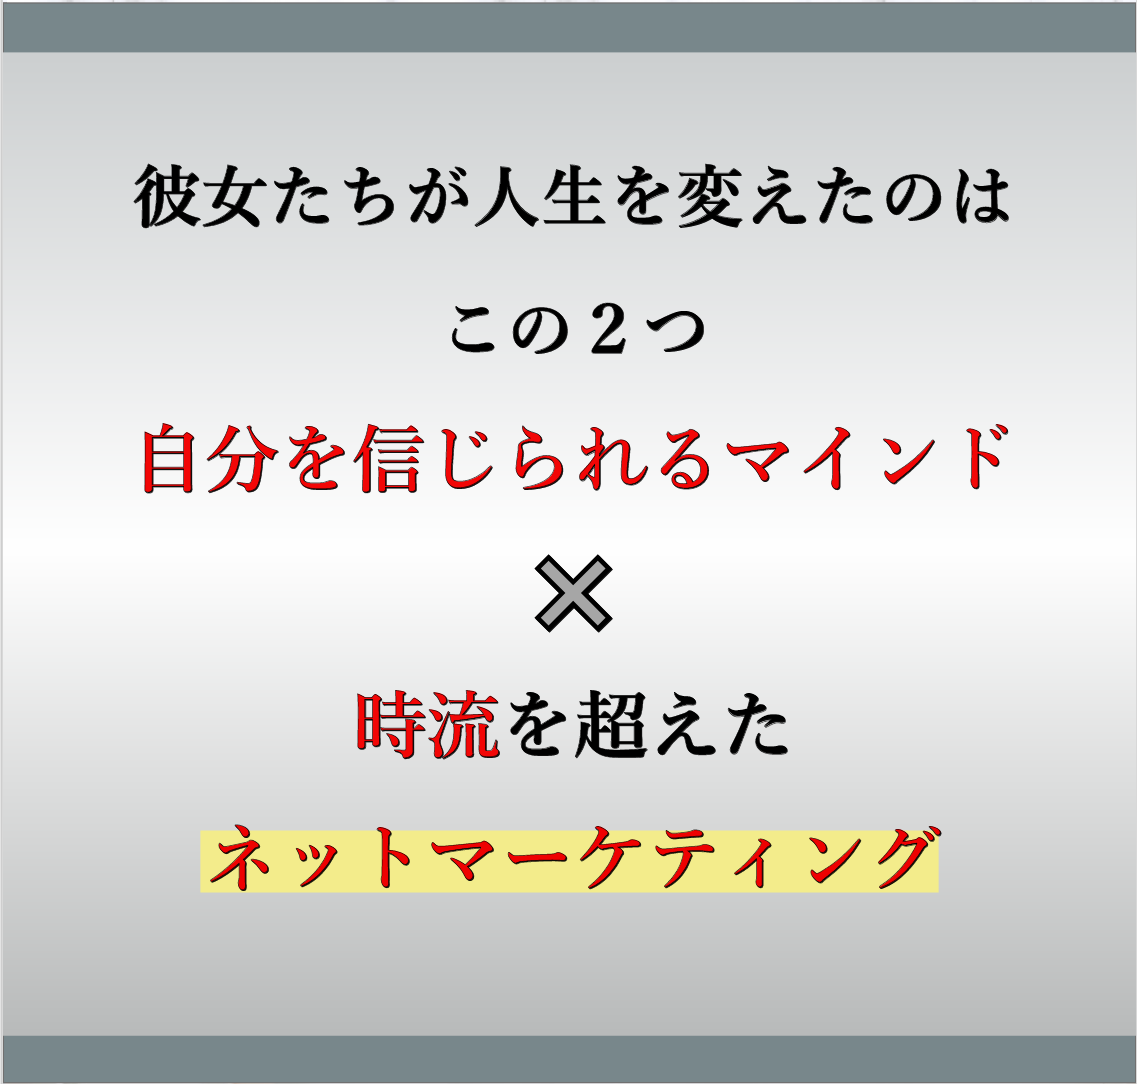 彼女たちが人生を変えたのは
この２つ
自分を信じられるマインド
×
時流を超えた
ネットマーケティング